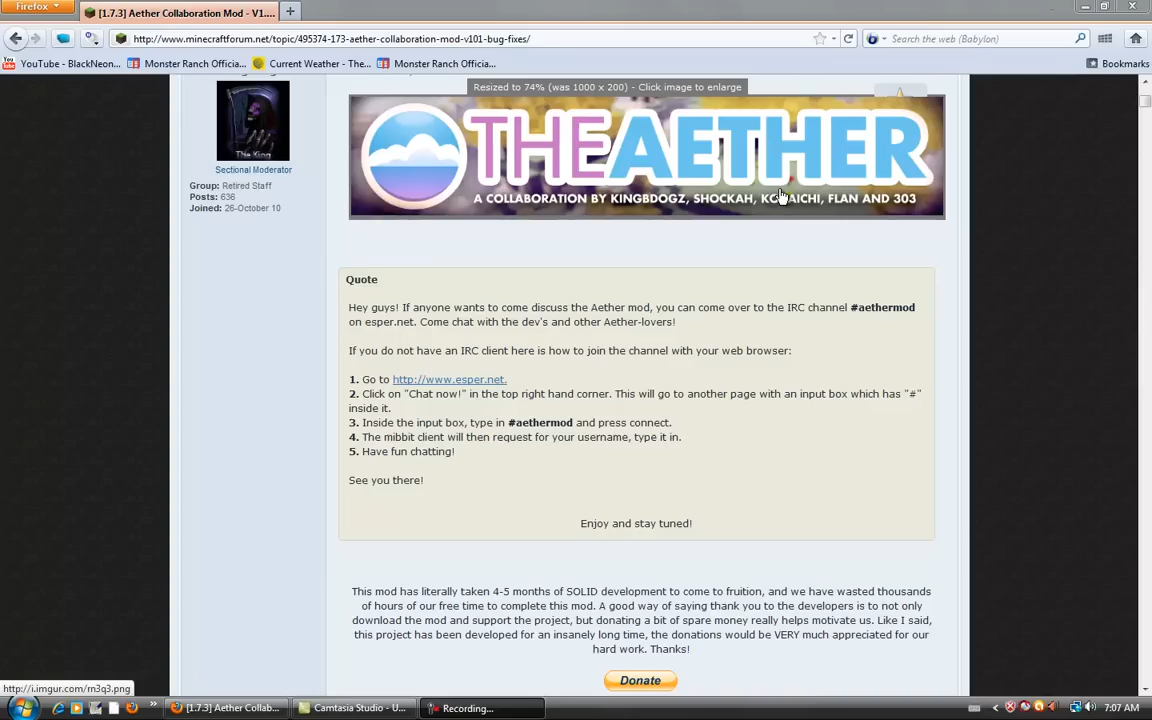 Firefox
[1.7.3] Aether Collaboration Mod - V1....
http://www.minecraftforum.net/topic/495374-173-aether-collaboration-mod-v101-bug-fixes/
Search the web (Babylon)
YouTube - BlackNeon...
Monster Ranch Officia...
Current Weather - The...
Monster Ranch Officia...
Bookmarks
Resized to 74% (was 1000 x 200) - Click image to enlarge
THE AETHER
A COLLABORATION BY KINGBDOGZ, SHOCKAH, KODAICHI, FLAN AND 303
The King
Sectional Moderator
Group: Retired Staff
Posts: 636
Joined: 26-October 10
Quote
Hey guys! If anyone wants to come discuss the Aether mod, you can come over to the IRC channel #aethermod
on esper.net. Come chat with the dev's and other Aether-lovers!
If you do not have an IRC client here is how to join the channel with your web browser:
1. Go to http://www.esper.net.
2. Click on "Chat now!" in the top right hand corner. This will go to another page with an input box which has "#"
inside it.
3. Inside the input box, type in #aethermod and press connect.
4. The mibbit client will then request for your username, type it in.
5. Have fun chatting!
See you there!
Enjoy and stay tuned!
This mod has literally taken 4-5 months of SOLID development to come to fruition, and we have wasted thousands
of hours of our free time to complete this mod. A good way of saying thank you to the developers is to not only
download the mod and support the project, but donating a bit of spare money really helps motivate us. Like I said,
this project has been developed for an insanely long time, the donations would be VERY much appreciated for our
hard work. Thanks!
Donate
http://i.imgur.com/m3q3.png
[1.7.3] Aether Collab...
Camtasia Studio - U...
Recording...
7:07 AM